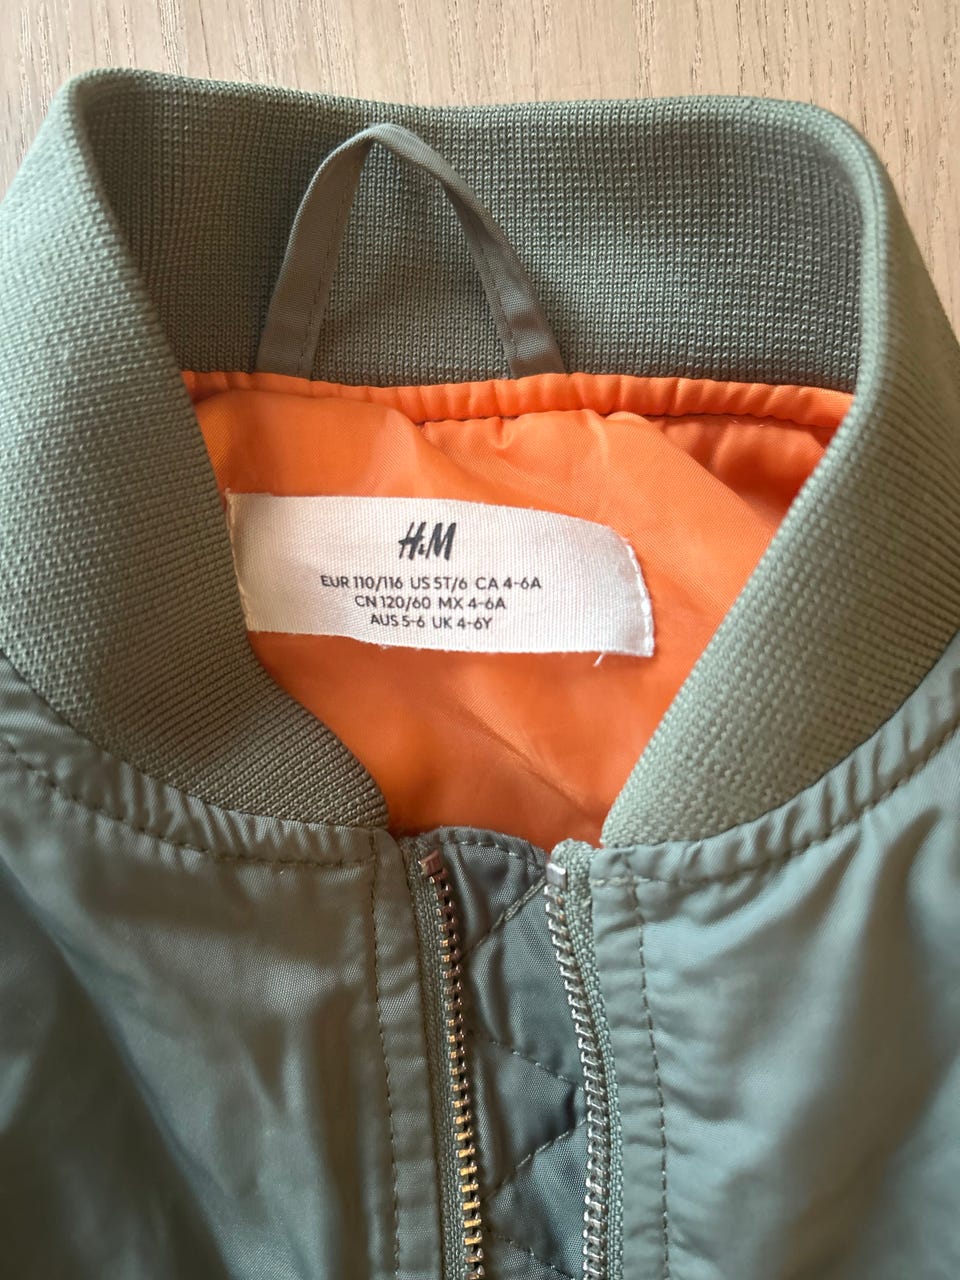 H&M
EUR 110/116 US 5T/6 CA 4-6A
CN 120/60 MX 4-6A
AUS 5-6 UK 4-6Y